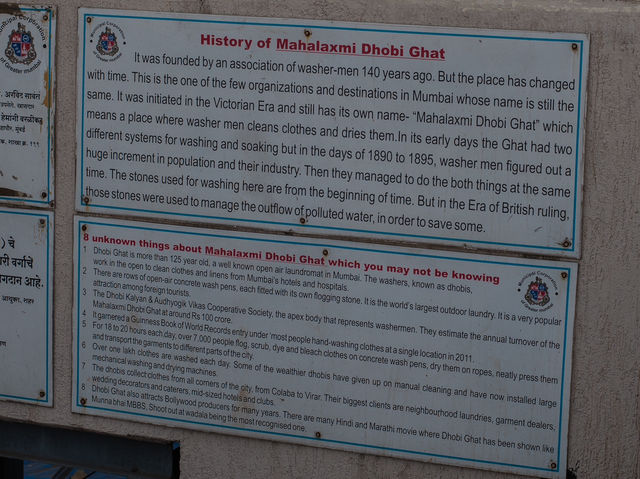 Municipal Corporation
of Greater mumbai
. अरविंद सावंत
हेमांगी वरळीकर
) चे
री वर्गाचे
गदान आहे.
Municipal Corporation
of Greater mumbai
History of Mahalaxmi Dhobi Ghat
It was founded by an association of washer-men 140 years ago. But the place has changed
with time. This is the one of the few organizations and destinations in Mumbai whose name is still the
same. It was initiated in the Victorian Era and still has its own name- “Mahalaxmi Dhobi Ghat” which
means a place where washer men cleans clothes and dries them.In its early days the Ghat had two
different systems for washing and soaking but in the days of 1890 to 1895, washer men figured out a
huge increment in population and their industry. Then they managed to do the both things at the same
time. The stones used for washing here are from the beginning of time. But in the Era of British ruling,
those stones were used to manage the outflow of polluted water, in order to save some.
8 unknown things about Mahalaxmi Dhobi Ghat which you may not be knowing
1 Dhobi Ghat is more than 125 year old, a well known open air laundromat in Mumbai. The washers, known as dhobis,
work in the open to clean clothes and linens from Mumbai's hotels and hospitals.
2 There are rows of open-air concrete wash pens, each fitted with its own flogging stone. It is the world's largest outdoor laundry. It is a very popular
attraction among foreign tourists.
3 The Dhobi Kalyan & Audhyogik Vikas Cooperative Society, the apex body that represents washermen. They estimate the annual turnover of the
Mahalaxmi Dhobi Ghat at around Rs 100 crore.
4 It garnered a Guinness Book of World Records entry under 'most people hand-washing clothes at a single location in 2011.
5 For 18 to 20 hours each day, over 7,000 people flog, scrub, dye and bleach clothes on concrete wash pens, dry them on ropes, neatly press them
and transport the garments to different parts of the city.
6 Over one lakh clothes are washed each day. Some of the wealthier dhobis have given up on manual cleaning and have now installed large
mechanical washing and drying machines.
7 The dhobis collect clothes from all corners of the city, from Colaba to Virar. Their biggest clients are neighbourhood laundries, garment dealers,
wedding decorators and caterers, mid-sized hotels and clubs.
8 Dhobi Ghat also attracts Bollywood producers for many years. There are many Hindi and Marathi movie where Dhobi Ghat has been shown like
Munna bhai MBBS, Shoot out at wadala being the most recognised one.
Municipal Corporation
of Greater mumbai